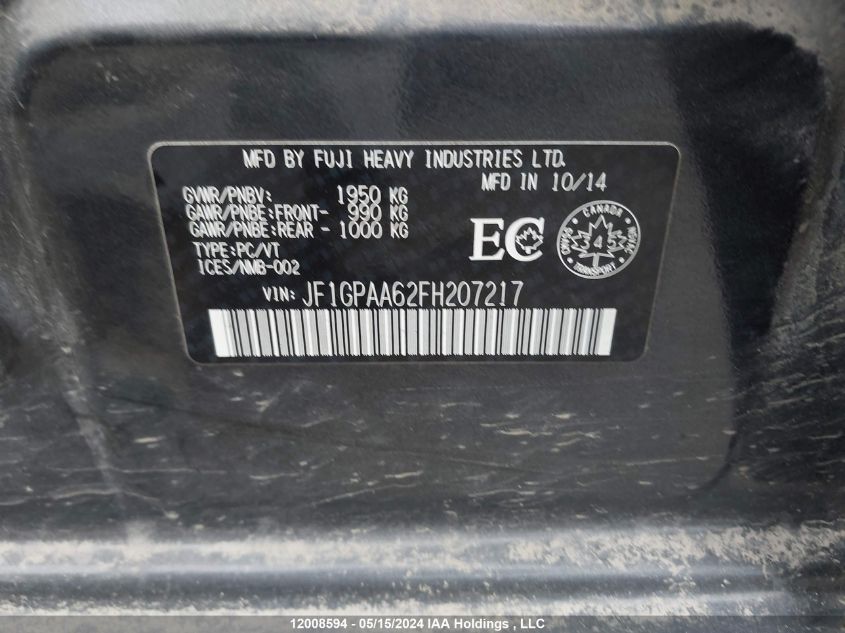 MFD BY FUJI HEAVY INDUSTRIES LTD.
MFD IN 10/14
GVWR/PNBV: 1950 KG
GAWR/PNBE:FRONT- 990 KG
GAWR/PNBE:REAR - 1000 KG
TYPE:PC/VT
ICES/NMB-002
EC
CANADA
345
TRANSPORT
VIN: JF1GPAA62FH207217
12008594 - 05/15/2024 IAA Holdings , LLC